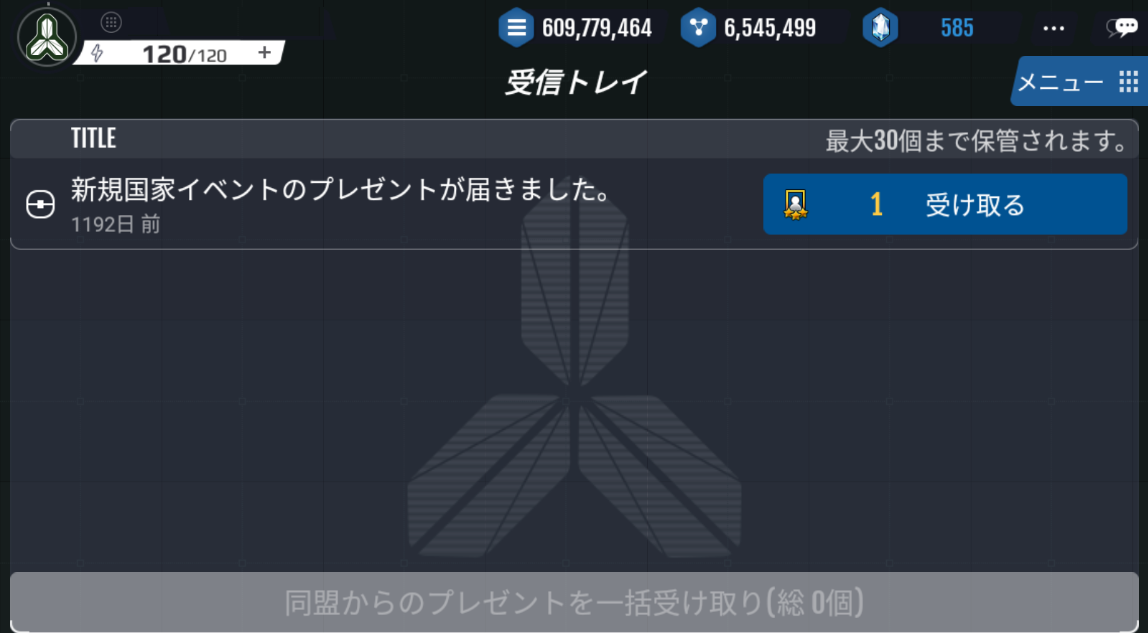 609,779,464 6,545,499 585 ...
120/120 +
受信トレイ
メニュー
TITLE 最大30個まで保管されます。
新規国家イベントのプレゼントが届きました。
1192日 前
1 受け取る
同盟からのプレゼントを一括受け取り(総 0個)